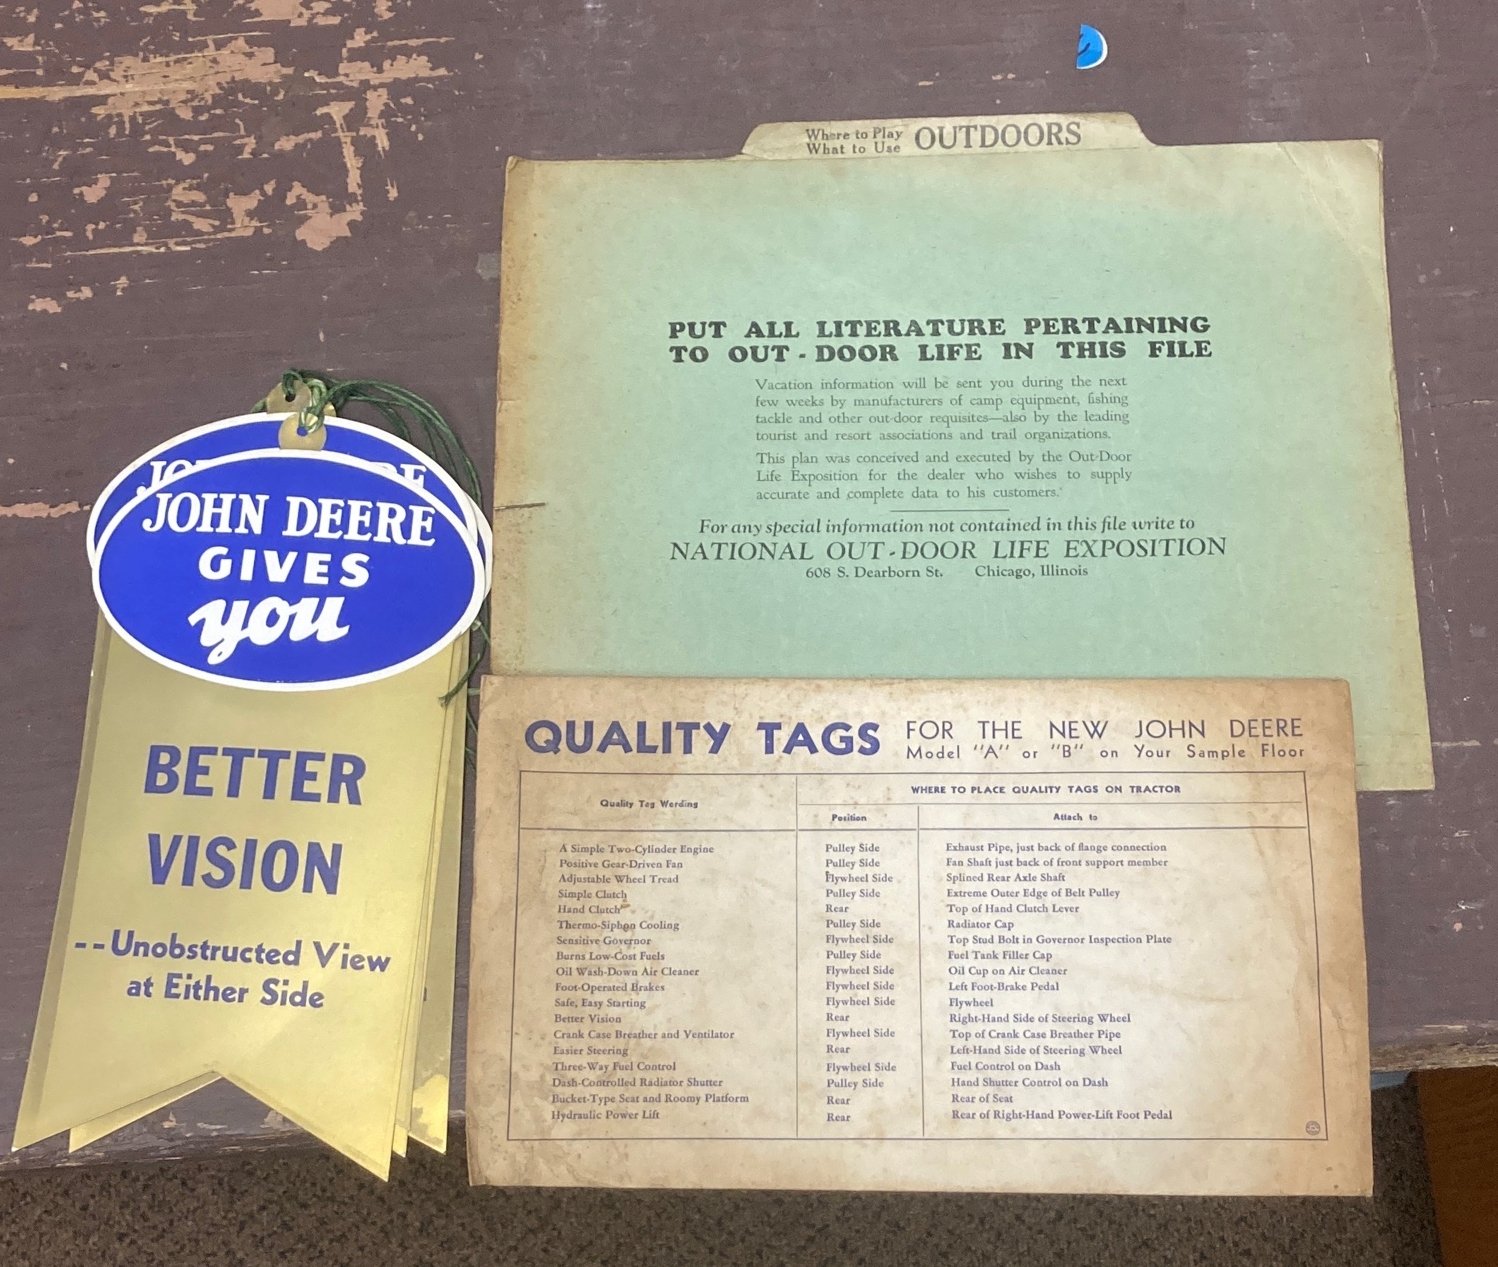 Where to Play
What to Use OUTDOORS
PUT ALL LITERATURE PERTAINING
TO OUT-DOOR LIFE IN THIS FILE
Vacation information will be sent you during the next
few weeks by manufacturers of camp equipment, fishing
tackle and other out-door requisites—also by the leading
tourist and resort associations and trail organizations.
This plan was conceived and executed by the Out-Door
Life Exposition for the dealer who wishes to supply
accurate and complete data to his customers.
For any special information not contained in this file write to
NATIONAL OUT-DOOR LIFE EXPOSITION
608 S. Dearborn St. Chicago, Illinois
JOHN DEERE
GIVES
you
BETTER
VISION
--Unobstructed View
at Either Side
QUALITY TAGS FOR THE NEW JOHN DEERE
Model "A" or "B" on Your Sample Floor
WHERE TO PLACE QUALITY TAGS ON TRACTOR
Quality Tag Wording Position Attach to
A Simple Two-Cylinder Engine Pulley Side Exhaust Pipe, just back of flange connection
Positive Gear-Driven Fan Pulley Side Fan Shaft just back of front support member
Adjustable Wheel Tread Flywheel Side Splined Rear Axle Shaft
Simple Clutch Pulley Side Extreme Outer Edge of Belt Pulley
Hand Clutch Rear Top of Hand Clutch Lever
Thermo-Siphon Cooling Pulley Side Radiator Cap
Sensitive Governor Flywheel Side Top Stud Bolt in Governor Inspection Plate
Burns Low-Cost Fuels Pulley Side Fuel Tank Filler Cap
Oil Wash-Down Air Cleaner Flywheel Side Oil Cup on Air Cleaner
Foot-Operated Brakes Flywheel Side Left Foot-Brake Pedal
Safe, Easy Starting Flywheel Side Flywheel
Better Vision Rear Right-Hand Side of Steering Wheel
Crank Case Breather and Ventilator Flywheel Side Top of Crank Case Breather Pipe
Easier Steering Rear Left-Hand Side of Steering Wheel
Three-Way Fuel Control Flywheel Side Fuel Control on Dash
Dash-Controlled Radiator Shutter Pulley Side Hand Shutter Control on Dash
Bucket-Type Seat and Roomy Platform Rear Rear of Seat
Hydraulic Power Lift Rear Rear of Right-Hand Power-Lift Foot Pedal